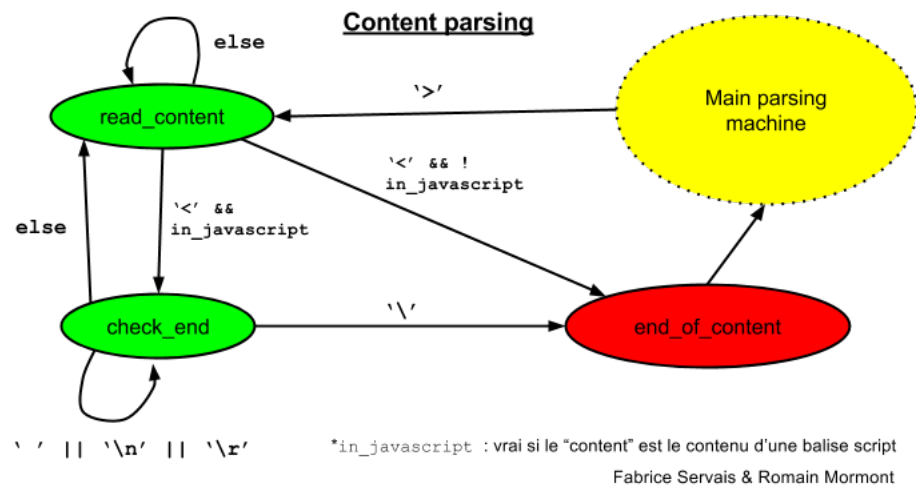 Content parsing
else
read_content
'>'
Main parsing
machine
'<' && !
in_javascript
'<' &&
in_javascript
else
check_end
'\'
end_of_content
' ' || '\n' || '\r'
*in_javascript : vrai si le "content" est le contenu d'une balise script
Fabrice Servais & Romain Mormont